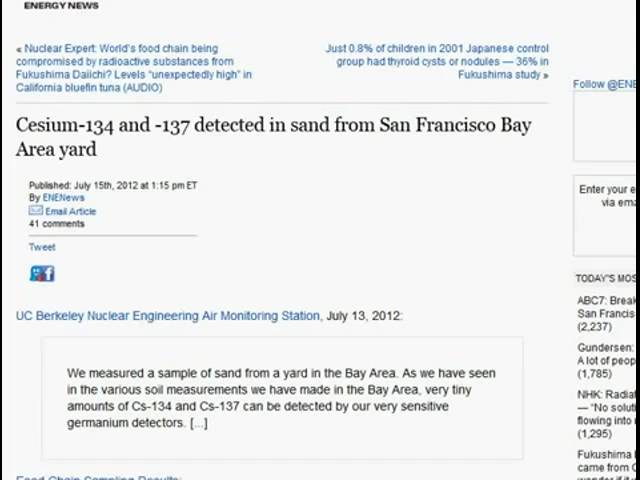 ENERGY NEWS
« Nuclear Expert: World's food chain being
compromised by radioactive substances from
Fukushima Daiichi? Levels "unexpectedly high" in
California bluefin tuna (AUDIO)
Just 0.8% of children in 2001 Japanese control
group had thyroid cysts or nodules — 36% in
Fukushima study »
Follow @ENE
Cesium-134 and -137 detected in sand from San Francisco Bay
Area yard
Published: July 15th, 2012 at 1:15 pm ET
By ENENews
Email Article
41 comments
Tweet
UC Berkeley Nuclear Engineering Air Monitoring Station, July 13, 2012:
We measured a sample of sand from a yard in the Bay Area. As we have seen
in the various soil measurements we have made in the Bay Area, very tiny
amounts of Cs-134 and Cs-137 can be detected by our very sensitive
germanium detectors. [...]
Food Chain Sampling Results:
Enter your e
via ema
TODAY'S MOS
ABC7: Break
San Francis
(2,237)
Gundersen:
A lot of peop
(1,785)
NHK: Radia
— "No solut
flowing into
(1,295)
Fukushima
came from C